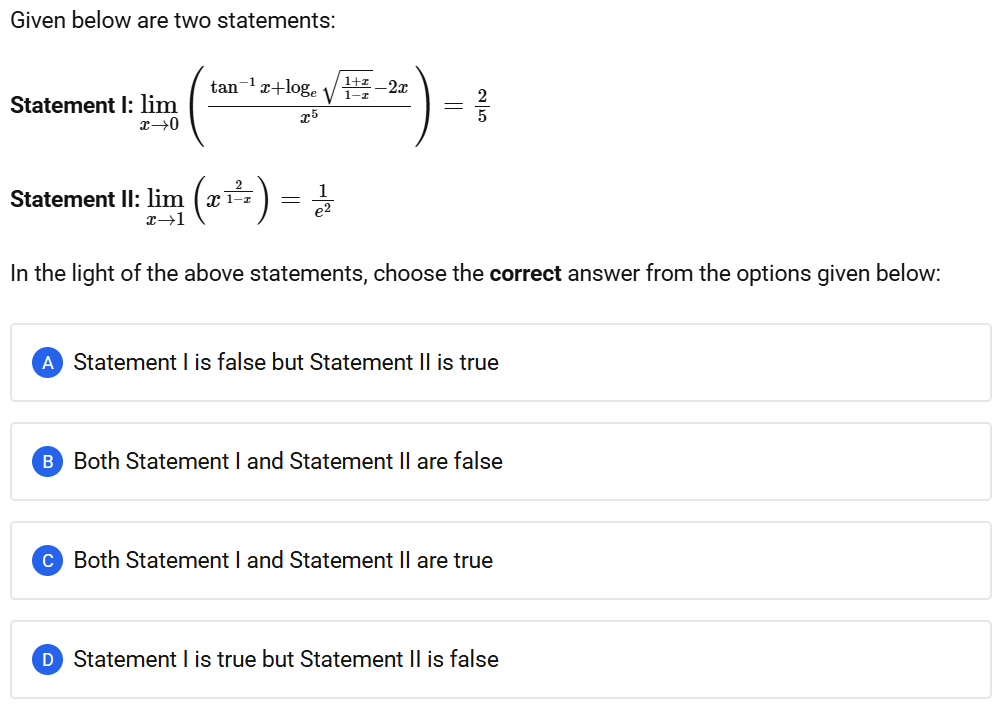 Given below are two statements:
Statement I: $\lim\limits_{x \to 0} \left( \frac{\tan^{-1} x + \log_e \sqrt{\frac{1+x}{1-x}} - 2x}{x^5} \right) = \frac{2}{5}$
Statement II: $\lim\limits_{x \to 1} \left( x^{\frac{2}{1-x}} \right) = \frac{1}{e^2}$
In the light of the above statements, choose the correct answer from the options given below:
A Statement I is false but Statement II is true
B Both Statement I and Statement II are false
C Both Statement I and Statement II are true
D Statement I is true but Statement II is false